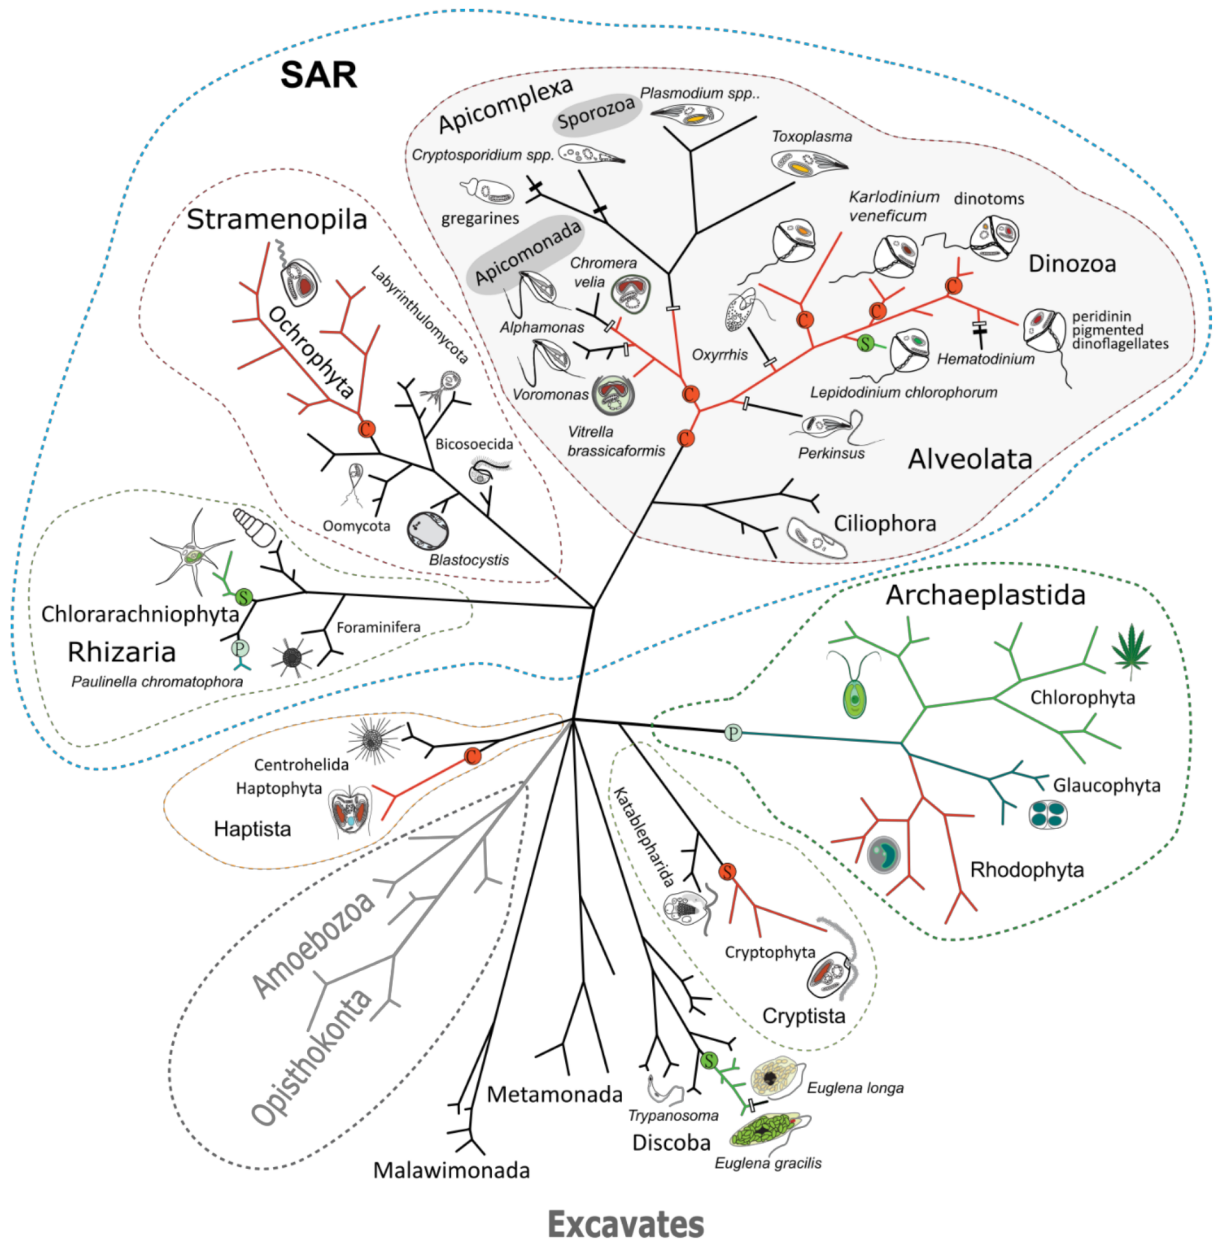 SAR
Apicomplexa
Sporozoa
Plasmodium spp..
Cryptosporidium spp.
Toxoplasma
gregarines
Karlodinium
veneficum
dinotoms
Stramenopila
Apicomonada
Chromera
velia
Dinozoa
Labyrinthulomycota
Ochrophyta
Alphamonas
Oxyrrhis
C
C
C
S
peridinin
pigmented
dinoflagellates
Hematodinium
Voromonas
Lepidodinium chlorophorum
C
C
C
Vitrella
brassicaformis
Perkinsus
Bicosoecida
Alveolata
Oomycota
Blastocystis
Ciliophora
S
Chlorarachniophyta
Foraminifera
P
Rhizaria
Paulinella chromatophora
Archaeplastida
Chlorophyta
P
Centrohelida
C
Haptophyta
Haptista
Glaucophyta
Katablepharida
S
Rhodophyta
Amoebozoa
Cryptophyta
Cryptista
Opisthokonta
S
Metamonada
Trypanosoma
Euglena longa
Discoba
Euglena gracilis
Malawimonada
Excavates